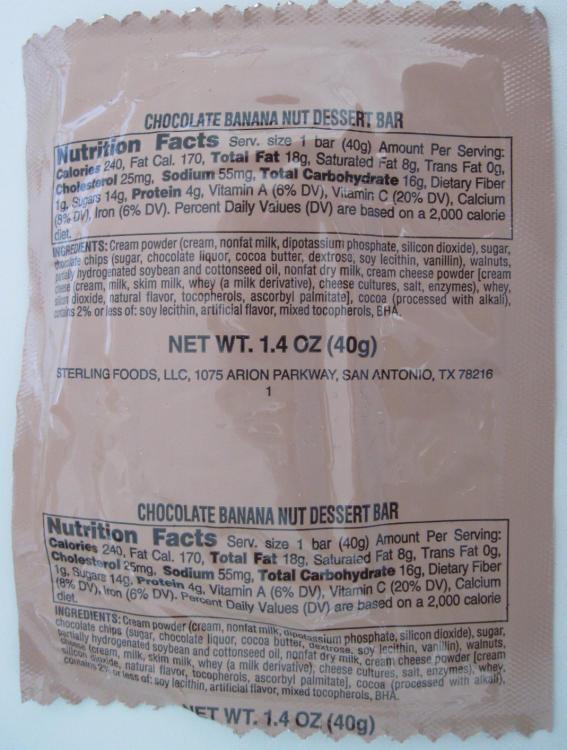 CHOCOLATE BANANA NUT DESSERT BAR
Nutrition Facts Serv. size 1 bar (40g) Amount Per Serving:
Calories 240, Fat Cal. 170, Total Fat 18g, Saturated Fat 8g, Trans Fat 0g,
Cholesterol 25mg, Sodium 55mg, Total Carbohydrate 16g, Dietary Fiber
1g, Sugars 14g, Protein 4g, Vitamin A (6% DV), Vitamin C (20% DV), Calcium
(8% DV), Iron (6% DV). Percent Daily Values (DV) are based on a 2,000 calorie
diet.
INGREDIENTS: Cream powder (cream, nonfat milk, dipotassium phosphate, silicon dioxide), sugar,
chocolate chips (sugar, chocolate liquor, cocoa butter, dextrose, soy lecithin, vanillin), walnuts,
partially hydrogenated soybean and cottonseed oil, nonfat dry milk, cream cheese powder [cream
cheese (cream, milk, skim milk, whey (a milk derivative), cheese cultures, salt, enzymes), whey,
silicon dioxide, natural flavor, tocopherols, ascorbyl palmitate], cocoa (processed with alkali),
contains 2% or less of: soy lecithin, artificial flavor, mixed tocopherols, BHA.
NET WT. 1.4 OZ (40g)
STERLING FOODS, LLC, 1075 ARION PARKWAY, SAN ANTONIO, TX 78216
1
CHOCOLATE BANANA NUT DESSERT BAR
Nutrition Facts Serv. size 1 bar (40g) Amount Per Serving:
Calories 240, Fat Cal. 170, Total Fat 18g, Saturated Fat 8g, Trans Fat 0g,
Cholesterol 25mg, Sodium 55mg, Total Carbohydrate 16g, Dietary Fiber
1g, Sugars 14g, Protein 4g, Vitamin A (6% DV), Vitamin C (20% DV), Calcium
(8% DV), Iron (6% DV). Percent Daily Values (DV) are based on a 2,000 calorie
diet.
INGREDIENTS: Cream powder (cream, nonfat milk, dipotassium phosphate, silicon dioxide), sugar,
chocolate chips (sugar, chocolate liquor, cocoa butter, dextrose, soy lecithin, vanillin), walnuts,
partially hydrogenated soybean and cottonseed oil, nonfat dry milk, cream cheese powder [cream
cheese (cream, milk, skim milk, whey (a milk derivative), cheese cultures, salt, enzymes), whey,
silicon dioxide, natural flavor, tocopherols, ascorbyl palmitate], cocoa (processed with alkali),
contains 2% or less of: soy lecithin, artificial flavor, mixed tocopherols, BHA.
NET WT. 1.4 OZ (40g)